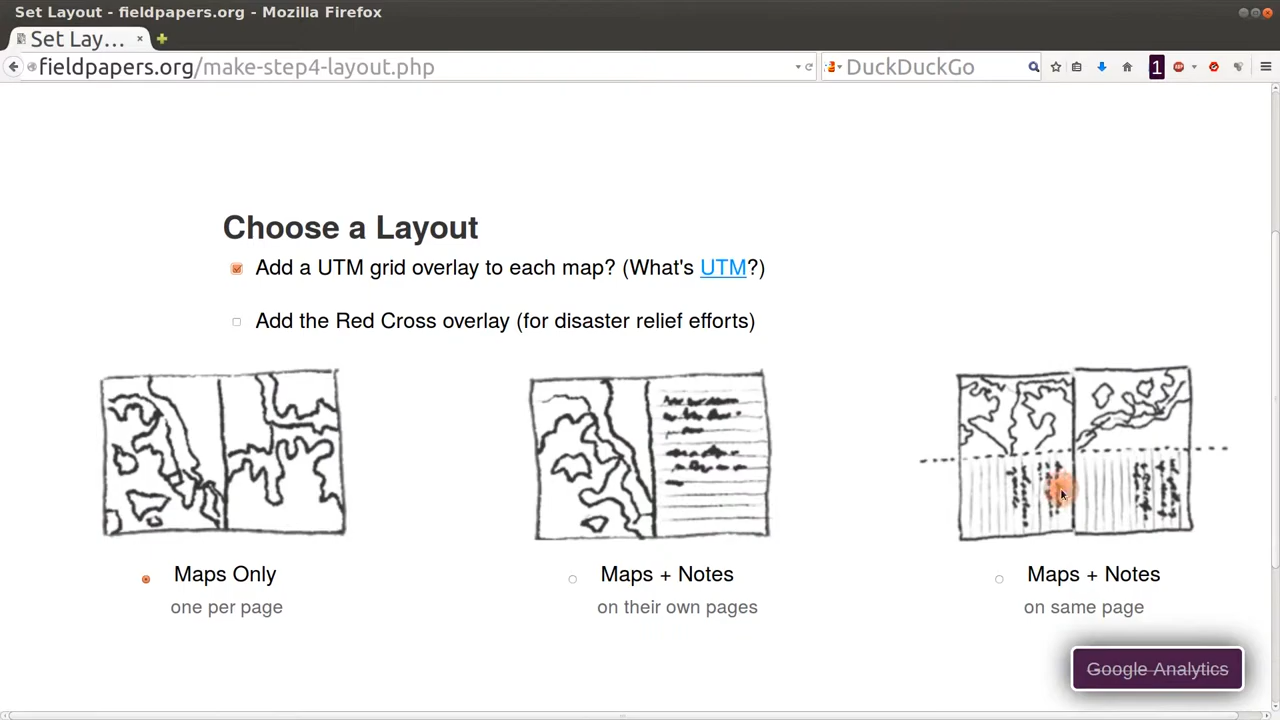 Set Layout - fieldpapers.org - Mozilla Firefox
Set Lay...
fieldpapers.org/make-step4-layout.php
DuckDuckGo
1
Choose a Layout
Add a UTM grid overlay to each map? (What's UTM?)
Add the Red Cross overlay (for disaster relief efforts)
Maps Only
one per page
Maps + Notes
on their own pages
Maps + Notes
on same page
Google Analytics